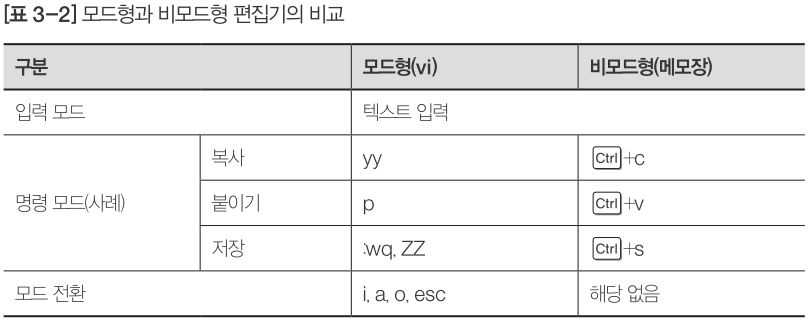 [표 3-2] 모드형과 비모드형 편집기의 비교
구분 모드형(vi) 비모드형(메모장)
입력 모드 텍스트 입력
명령 모드(사례) 복사 yy Ctrl+c
붙이기 p Ctrl+v
저장 :wq, ZZ Ctrl+s
모드 전환 i, a, o, esc 해당 없음